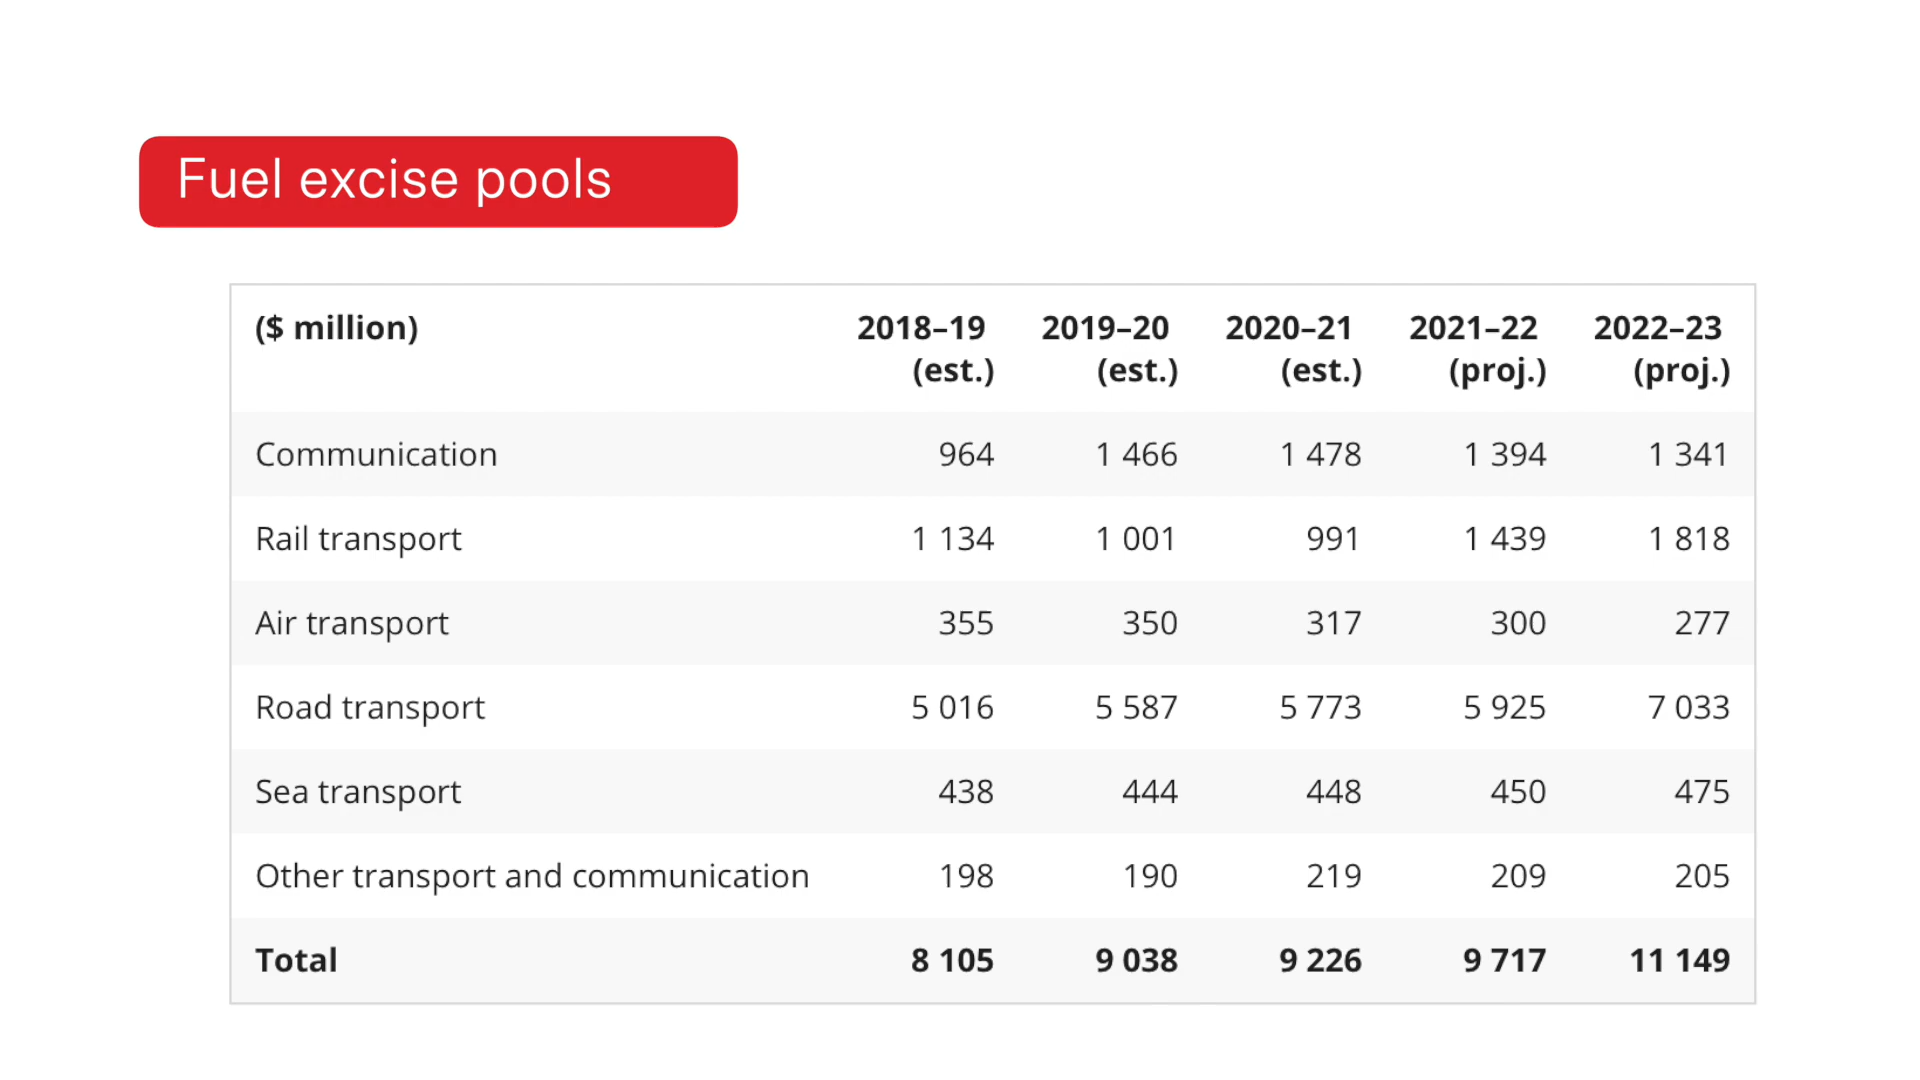 Fuel excise pools
($ million) 2018–19 (est.) 2019–20 (est.) 2020–21 (est.) 2021–22 (proj.) 2022–23 (proj.)
Communication 964 1 466 1 478 1 394 1 341
Rail transport 1 134 1 001 991 1 439 1 818
Air transport 355 350 317 300 277
Road transport 5 016 5 587 5 773 5 925 7 033
Sea transport 438 444 448 450 475
Other transport and communication 198 190 219 209 205
Total 8 105 9 038 9 226 9 717 11 149